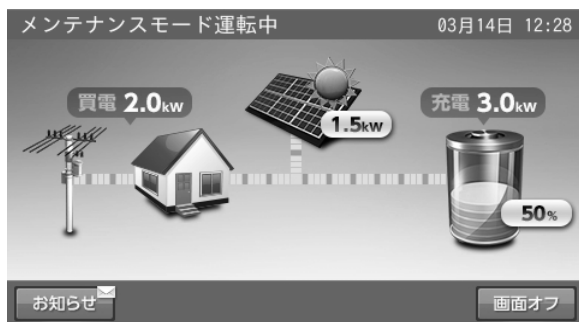 メンテナンスモード運転中 03月14日 12:28
買電 2.0kW
1.5kW
充電 3.0kW
50%
お知らせ
画面オフ